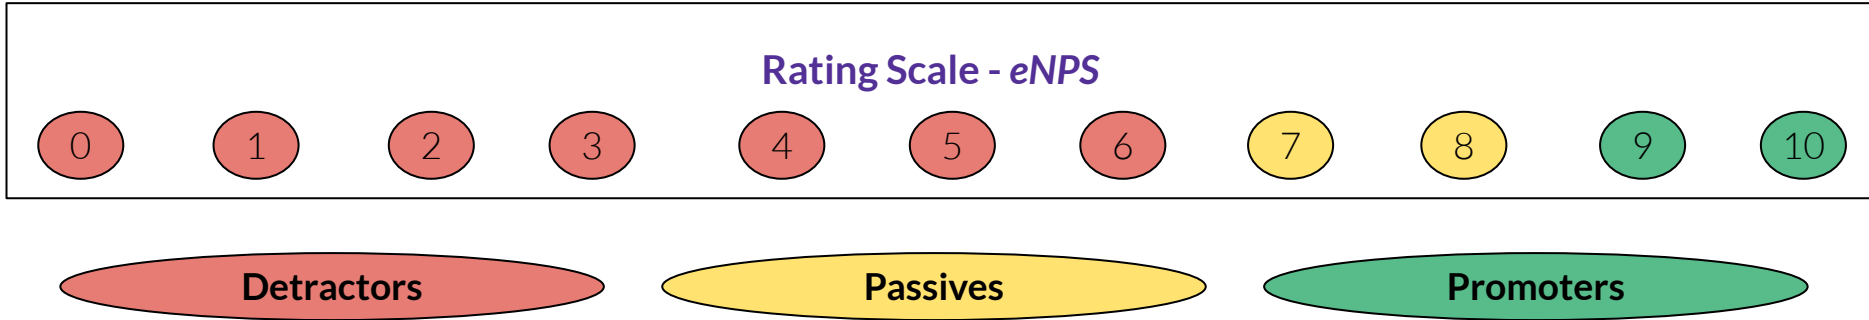 Rating Scale - eNPS
0 1 2 3 4 5 6 7 8 9 10
Detractors Passives Promoters